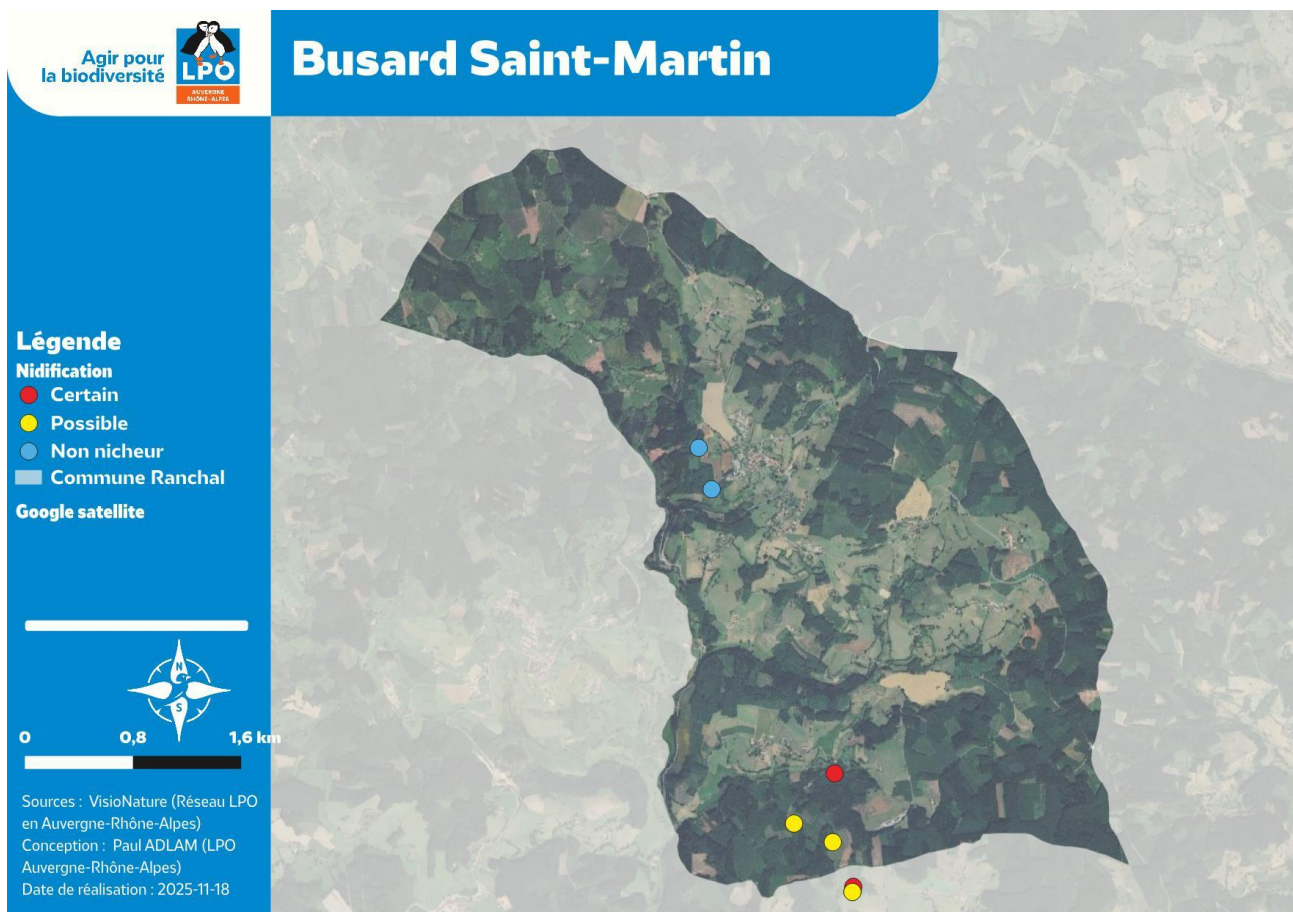 Agir pour
la biodiversité
LPO
AUVERGNE
RHÔNE-ALPES
Busard Saint-Martin
Légende
Nidification
Certain
Possible
Non nicheur
Commune Ranchal
Google satellite
N
S
0 0,8 1,6 km
Sources : VisioNature (Réseau LPO
en Auvergne-Rhône-Alpes)
Conception : Paul ADLAM (LPO
Auvergne-Rhône-Alpes)
Date de réalisation : 2025-11-18